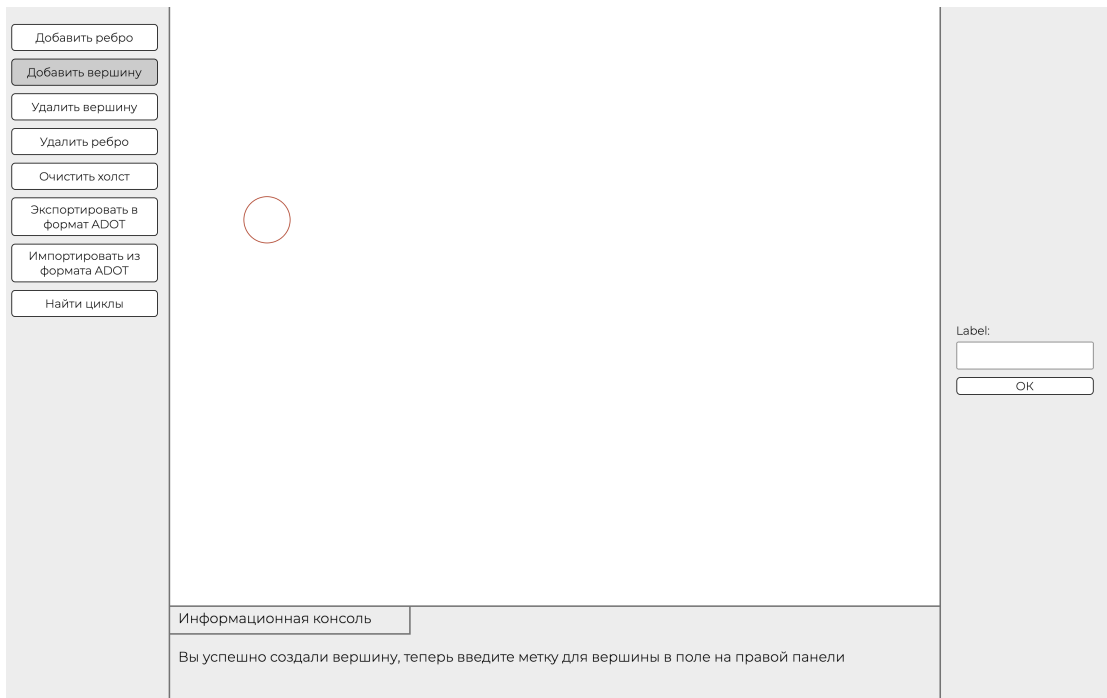 Добавить ребро
Добавить вершину
Удалить вершину
Удалить ребро
Очистить холст
Экспортировать в
формат ADOT
Импортировать из
формата ADOT
Найти циклы
Label:
OK
Информационная консоль
Вы успешно создали вершину, теперь введите метку для вершины в поле на правой панели